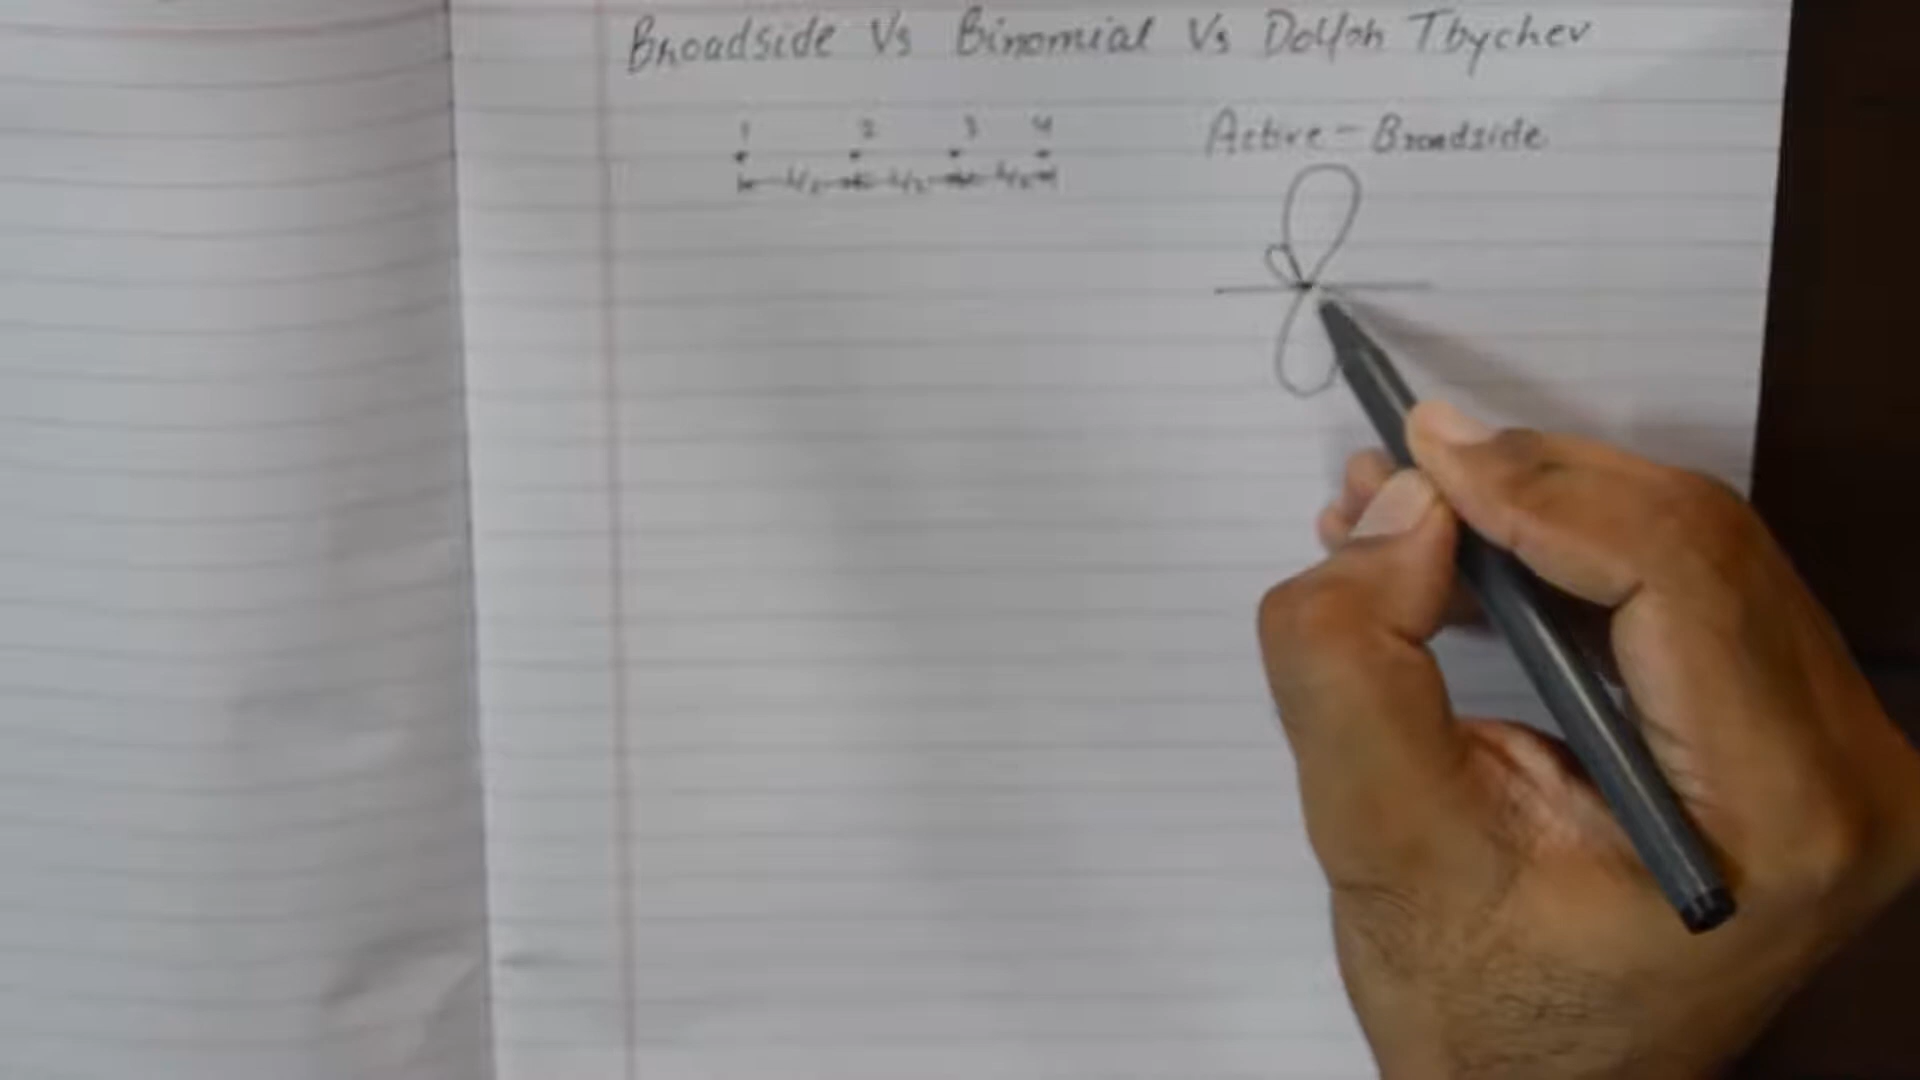 Broadside Vs Binomial Vs Dolfoh Tbychev
1 2 3 4
Active - Broadside